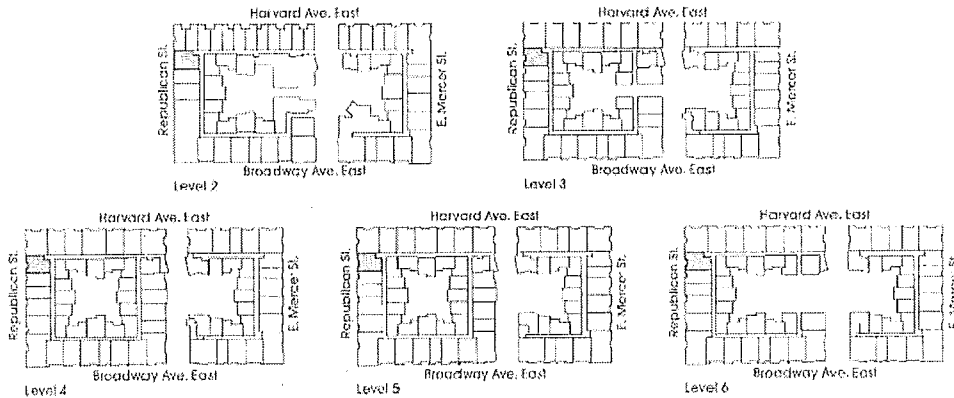 Harvard Ave. East
Republican St.
E. Mercer St.
Broadway Ave. East
Level 2
Harvard Ave. East
Republican St.
E. Mercer St.
Broadway Ave. East
Level 3
Harvard Ave. East
Republican St.
E. Mercer St.
Broadway Ave. East
Level 4
Harvard Ave. East
Republican St.
E. Mercer St.
Broadway Ave. East
Level 5
Harvard Ave. East
Republican St.
E. Mercer St.
Broadway Ave. East
Level 6